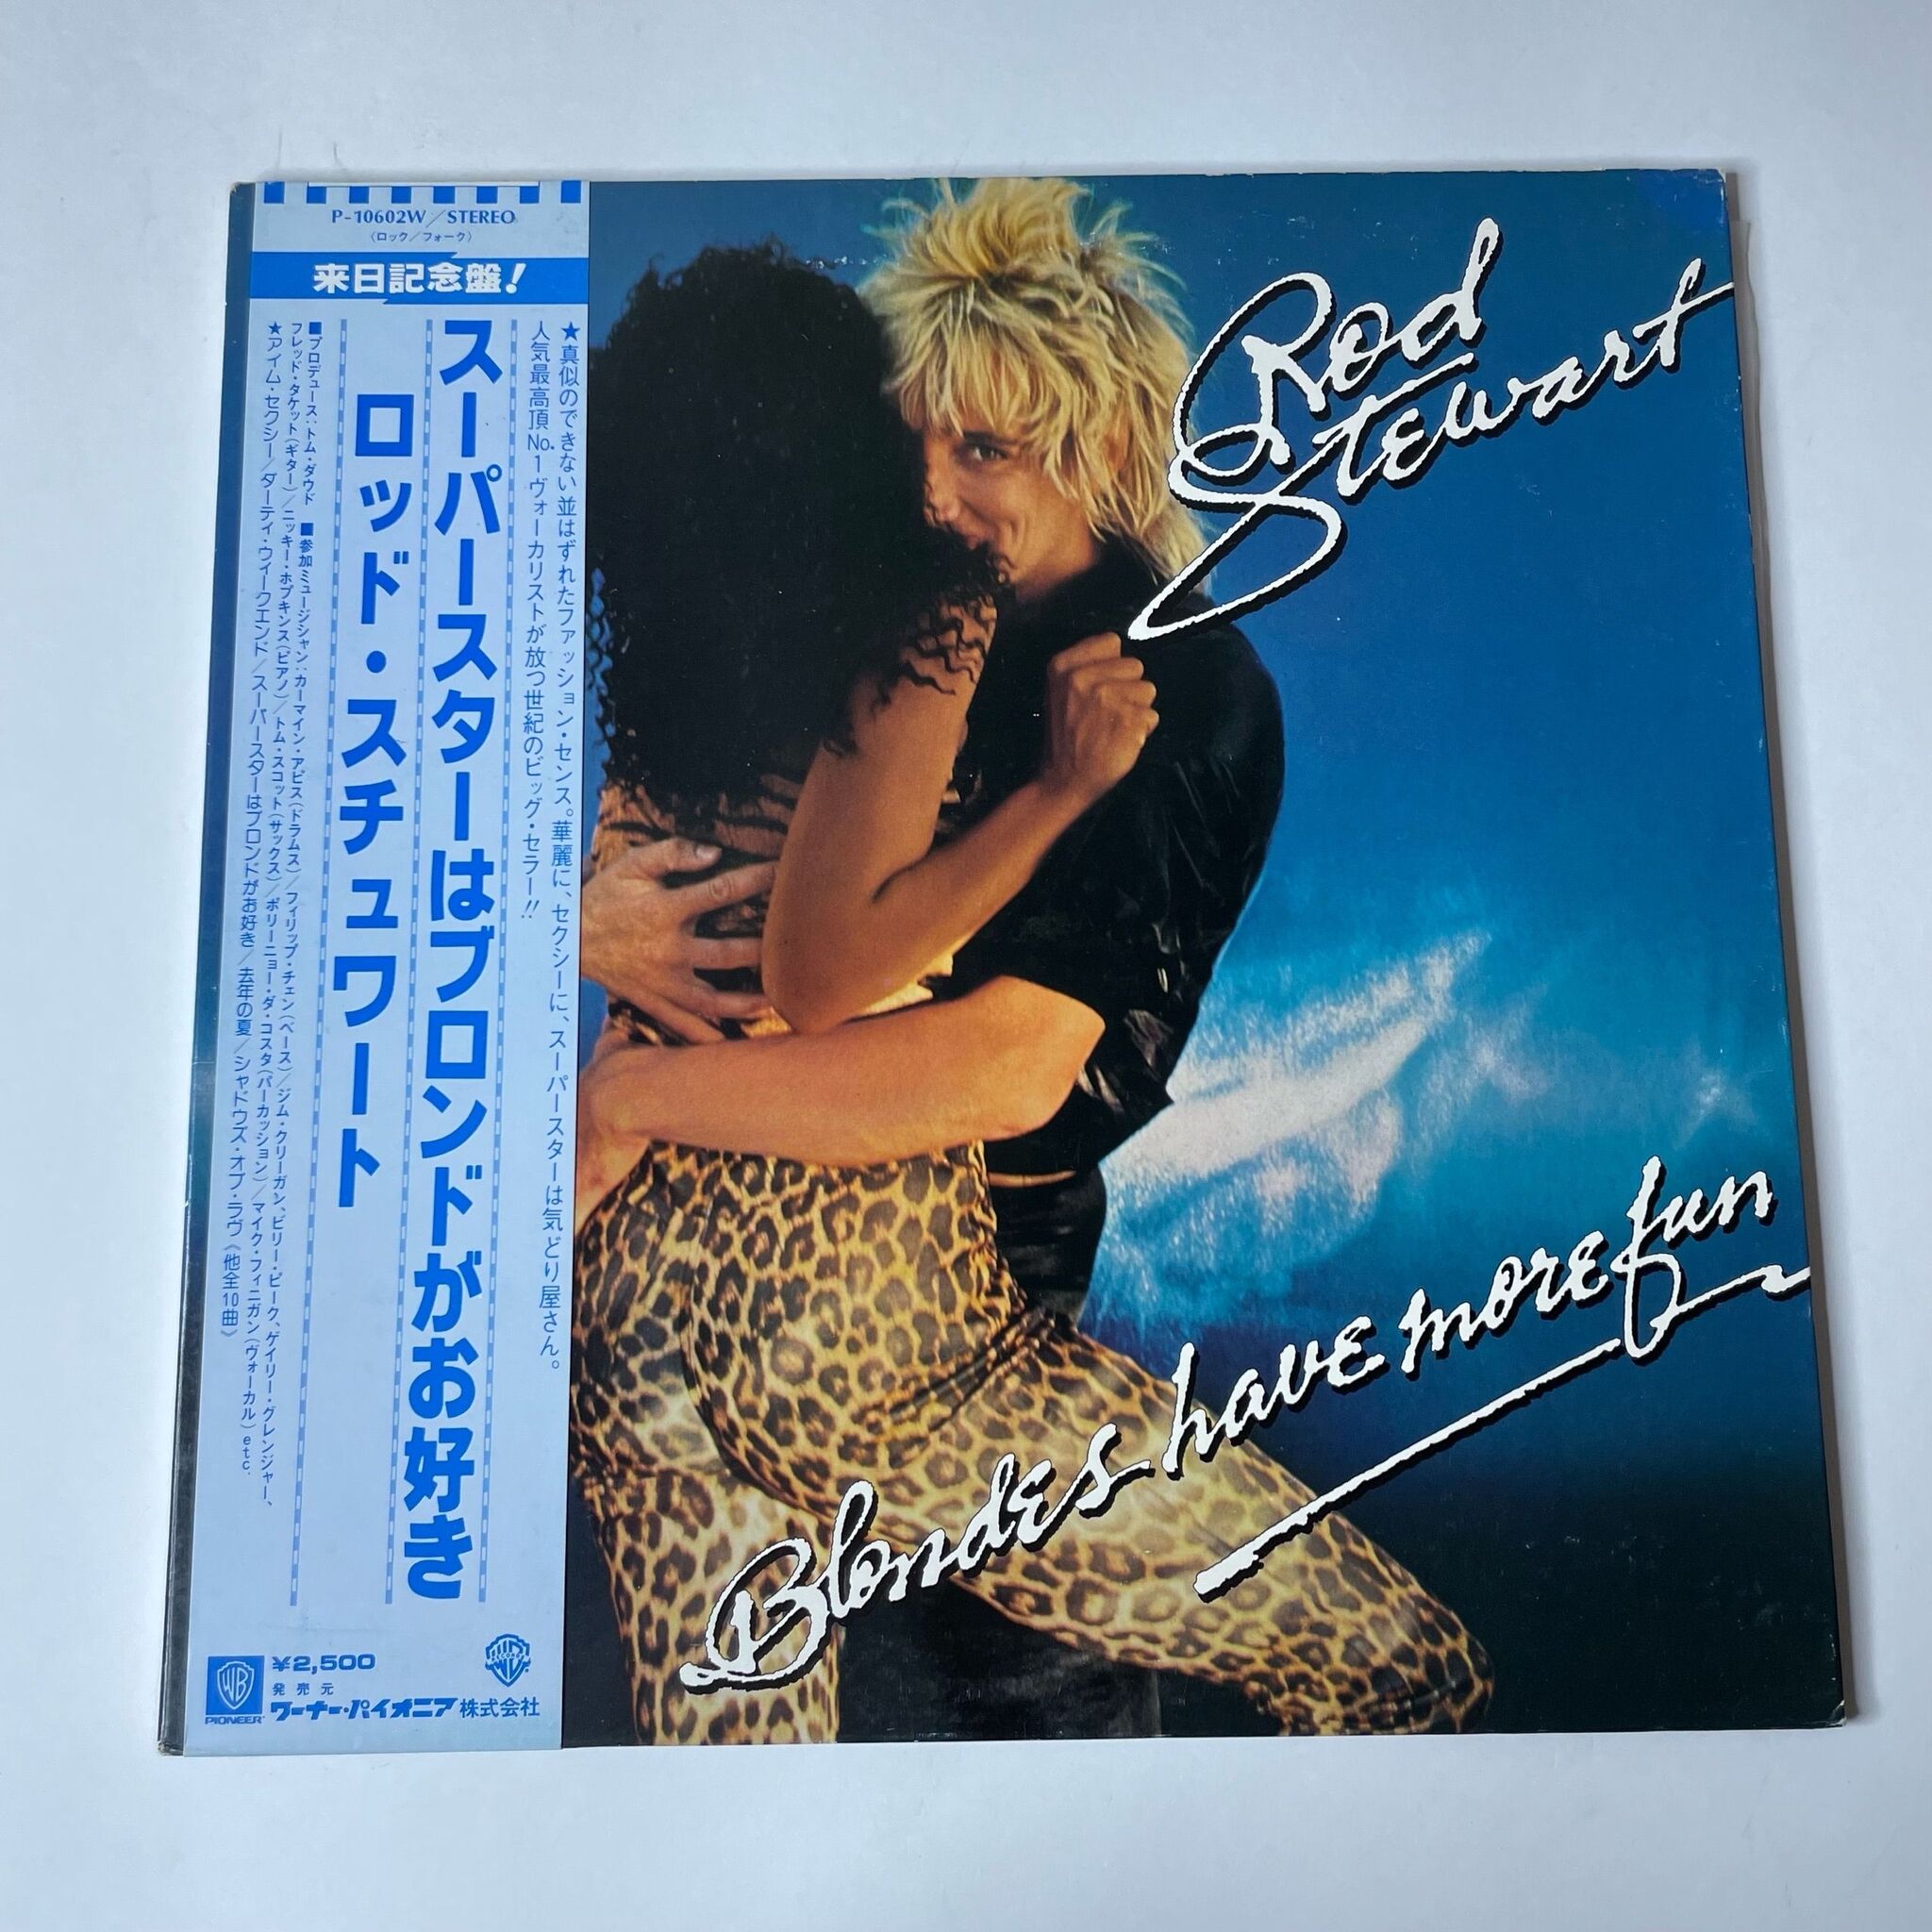 P-10602W/STEREO
〈ロック/フォーク〉
来日記念盤!
★真似のできない並はずれたファッション・センス。華麗に、セクシーに、スーパースターは気どり屋さん。
人気最高頂No.1ヴォーカリストが放つ世紀のビッグ・セラー!!
スーパースターはブロンドがお好き
ロッド・スチュワート
■プロデュース:トム・ダウド ■参加ミュージシャン:カーマイン・アピス(ドラムス)/フィリップ・チェン(ベース)/ジム・クリーガン、ビリー・ピーク、ゲイリー・グレンジャー、
フレッド・タケット(ギター)/ニッキー・ホプキンス(ピアノ)/トム・スコット(サックス)/ポリーニョー・ダ・コスタ(パーカッション)/マイク・フィニガン(ヴォーカル)etc.
★アイム・セクシー/ダーティ・ウィークエンド/スーパースターはブロンドがお好き/去年の夏/シャドウズ・オブ・ラヴ《他全10曲》
WB
PIONEER
¥2,500
発売元
ワーナー・パイオニア株式会社
Rod
Stewart
Blondes have more fun